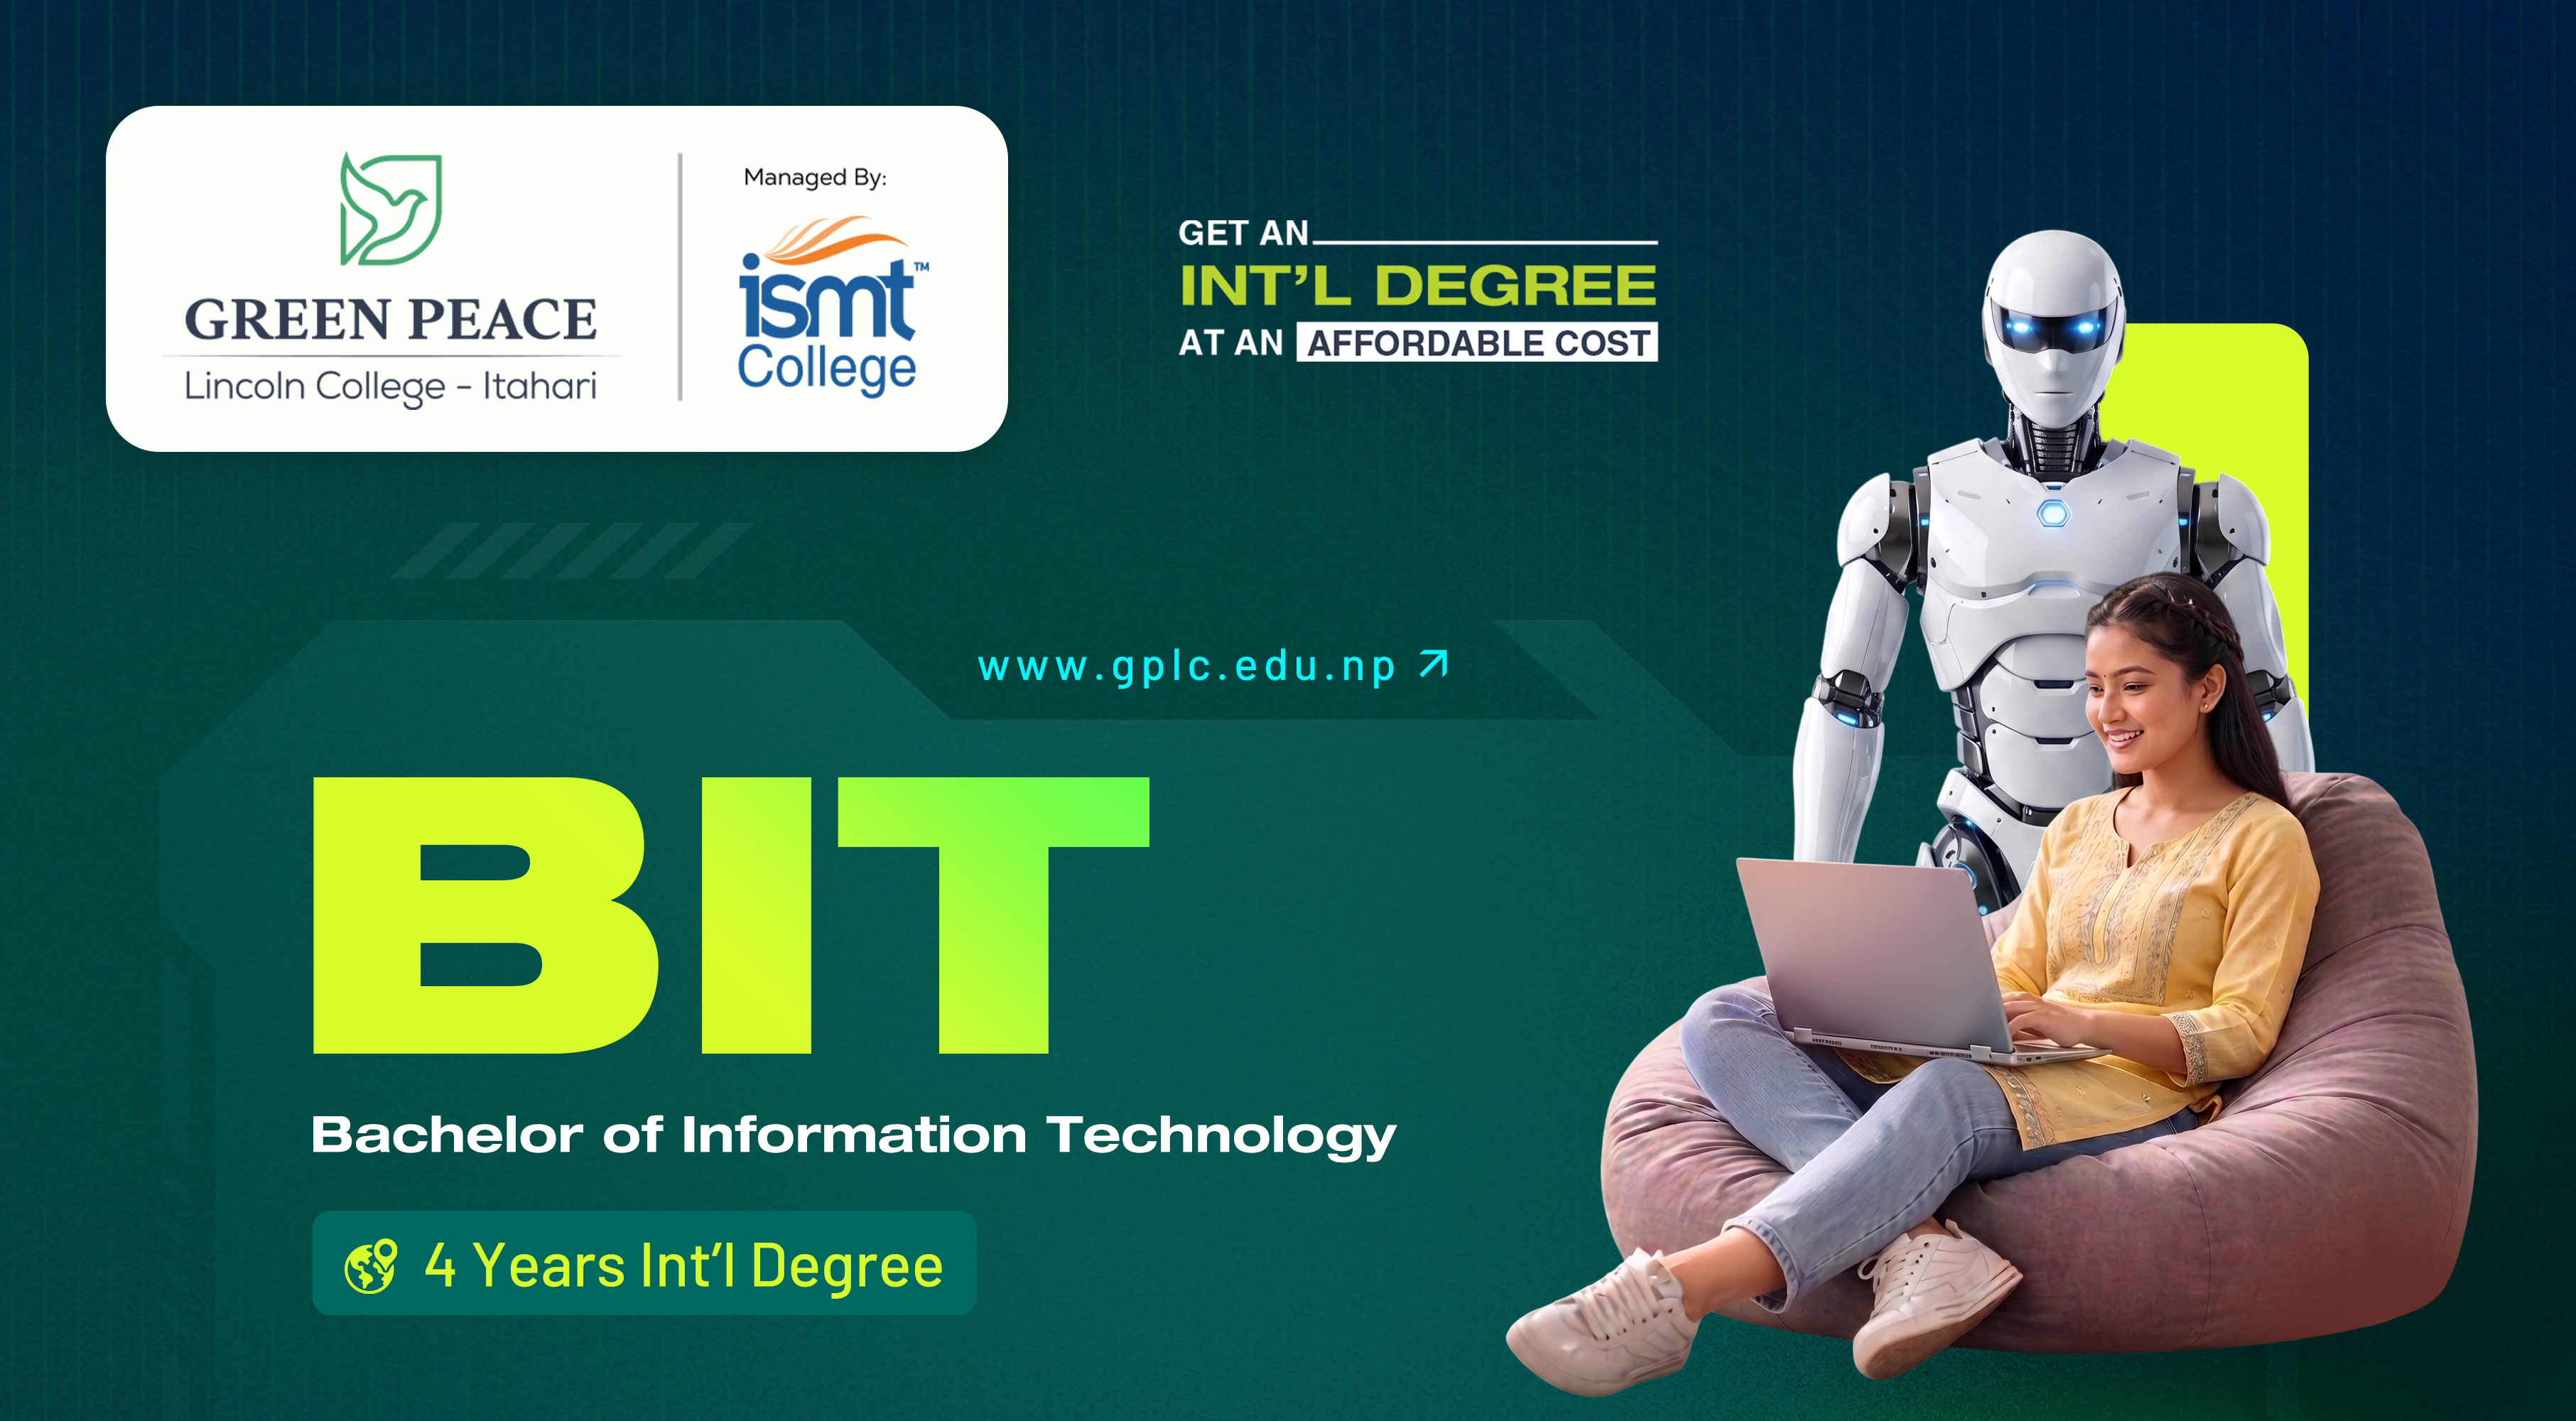 GREEN PEACE
Lincoln College - Itahari
Managed By:
ismt™
College
GET AN
INT'L DEGREE
AT AN AFFORDABLE COST
www.gplc.edu.np
BIT
Bachelor of Information Technology
4 Years Int'l Degree